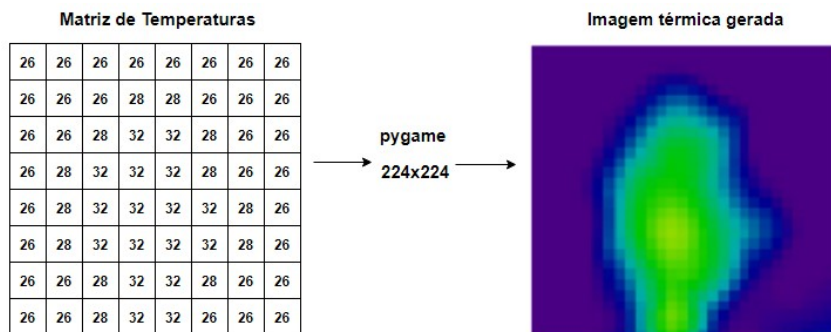 Matriz de Temperaturas
Imagem térmica gerada
26 26 26 26 26 26 26 26
26 26 26 28 28 26 26 26
26 26 28 32 32 28 26 26
26 28 32 32 32 28 26 26
26 28 32 32 32 32 28 26
26 28 32 32 32 32 28 26
26 26 28 32 32 28 26 26
26 26 28 32 32 26 26 26
pygame
224x224